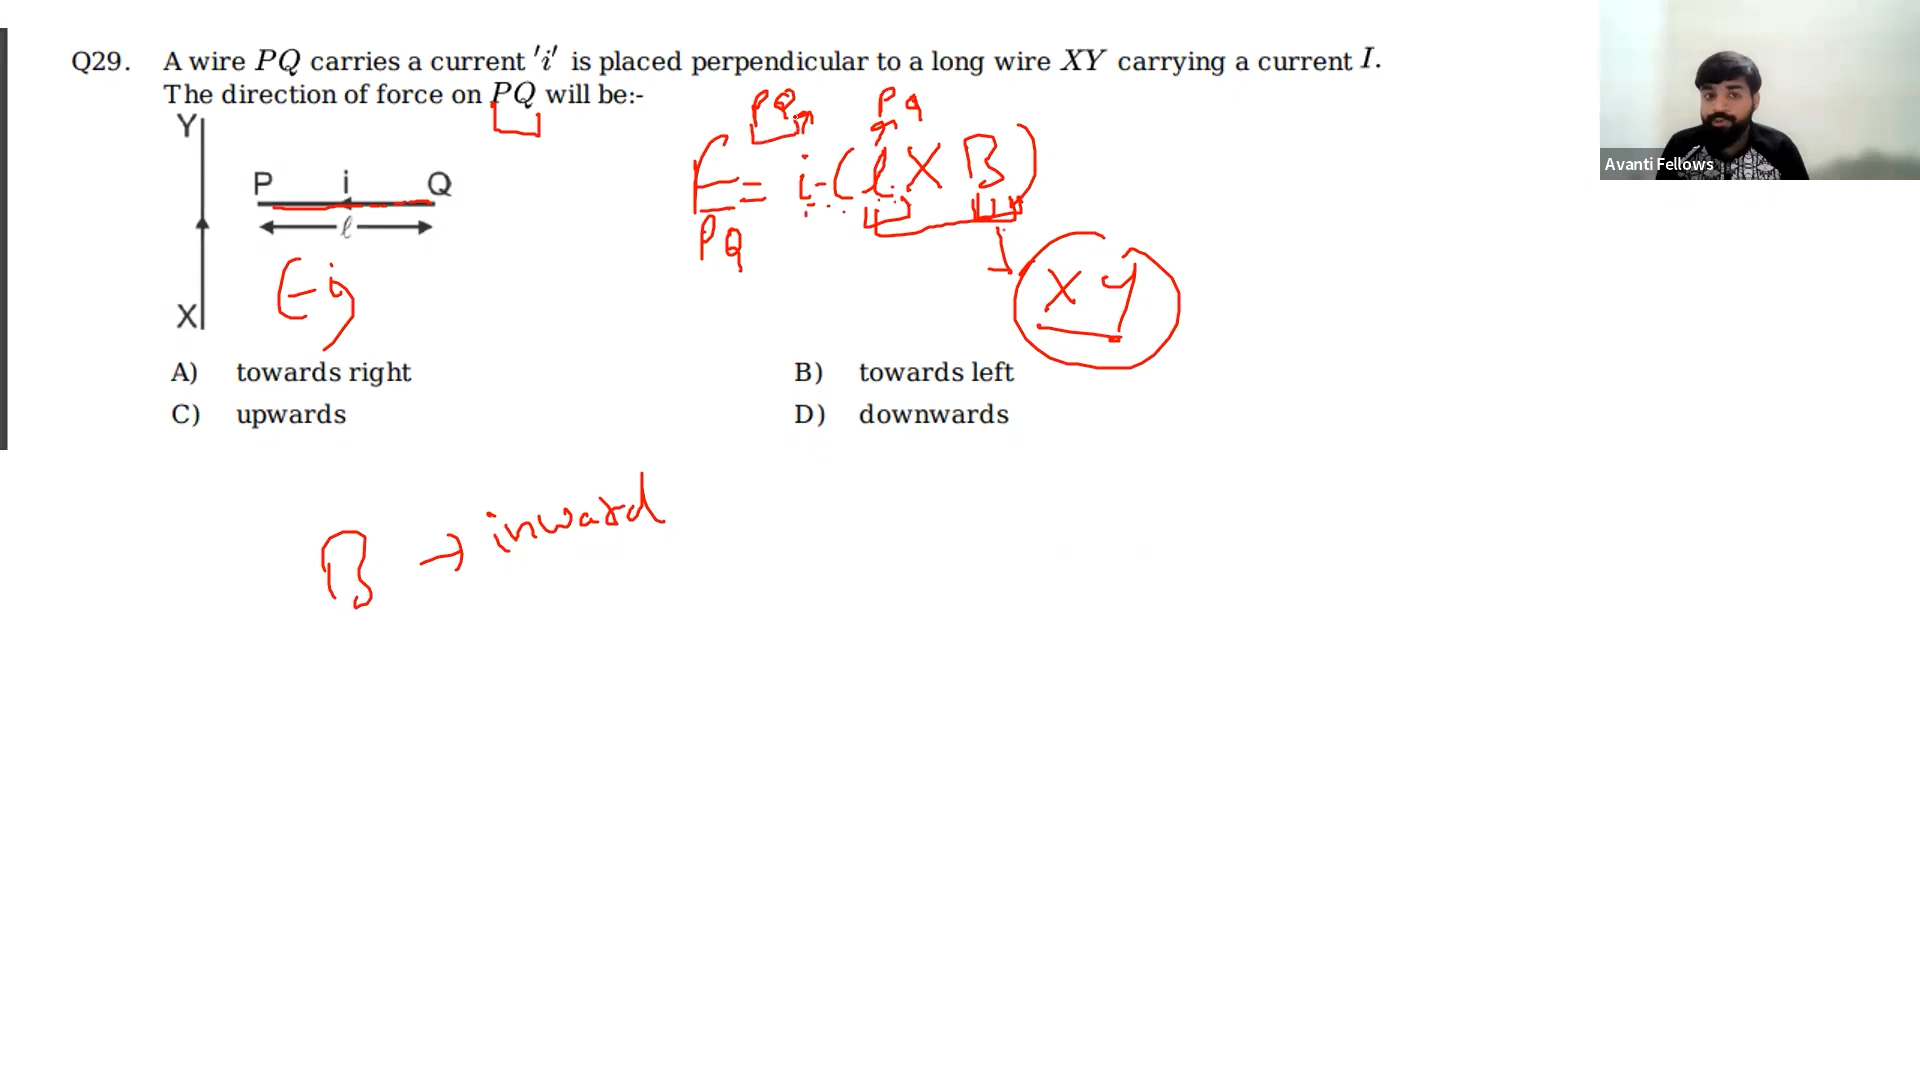 Q29. A wire PQ carries a current 'i' is placed perpendicular to a long wire XY carrying a current I.
The direction of force on PQ will be:-
Y
P i Q
ℓ
X
PQ
PQ
F = i (l X B)
PQ
XY
A) towards right
B) towards left
C) upwards
D) downwards
B → inward
Avanti Fellows